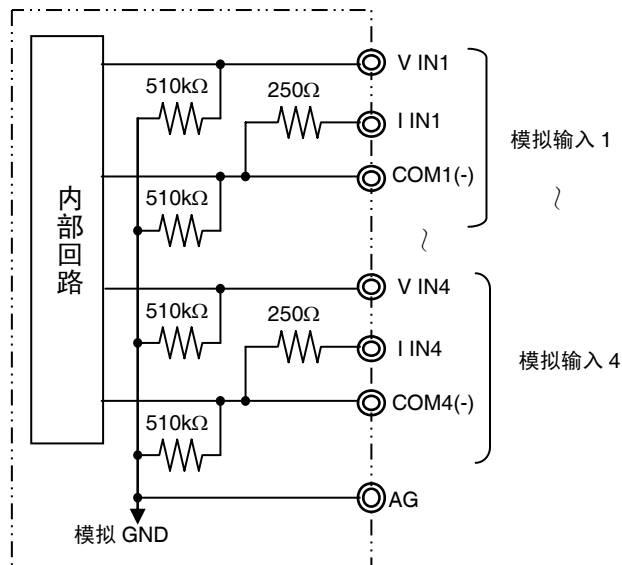 V IN1
510kΩ
250Ω
I IN1
模拟输入 1
COM1(-)
510kΩ
内部回路
V IN4
510kΩ
250Ω
I IN4
模拟输入 4
COM4(-)
510kΩ
AG
模拟 GND